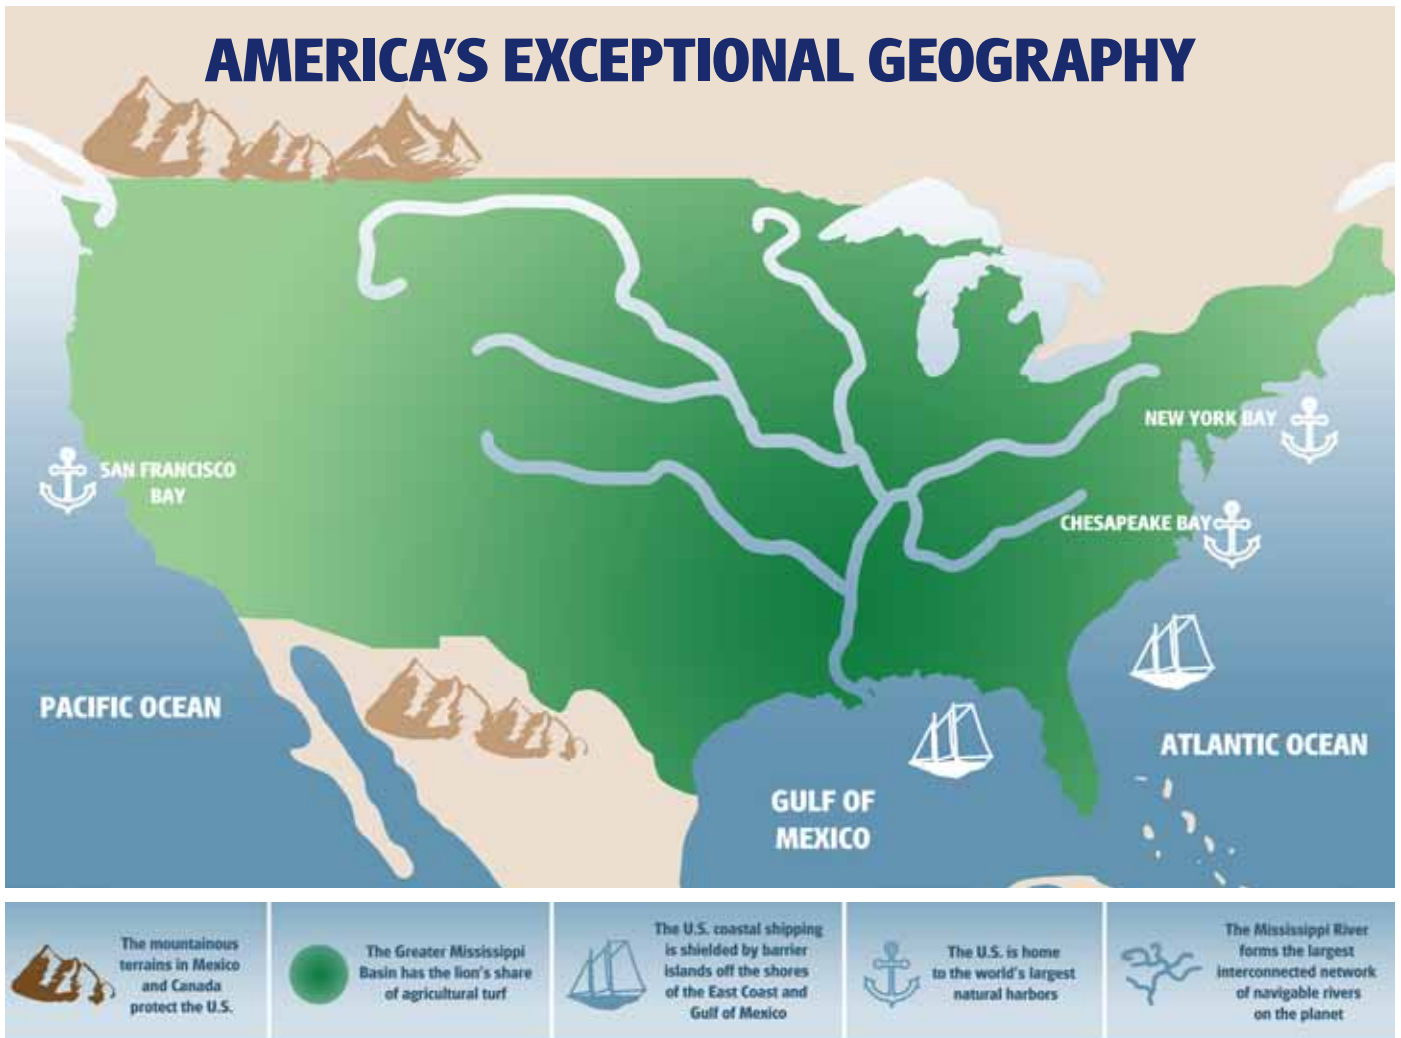 AMERICA'S EXCEPTIONAL GEOGRAPHY
NEW YORK BAY
SAN FRANCISCO
BAY
CHESAPEAKE BAY
PACIFIC OCEAN
ATLANTIC OCEAN
GULF OF
MEXICO
The mountainous
terrains in Mexico
and Canada
protect the U.S.
The Greater Mississippi
Basin has the lion's share
of agricultural turf
The U.S. coastal shipping
is shielded by barrier
islands off the shores
of the East Coast and
Gulf of Mexico
The U.S. is home
to the world's largest
natural harbors
The Mississippi River
forms the largest
interconnected network
of navigable rivers
on the planet